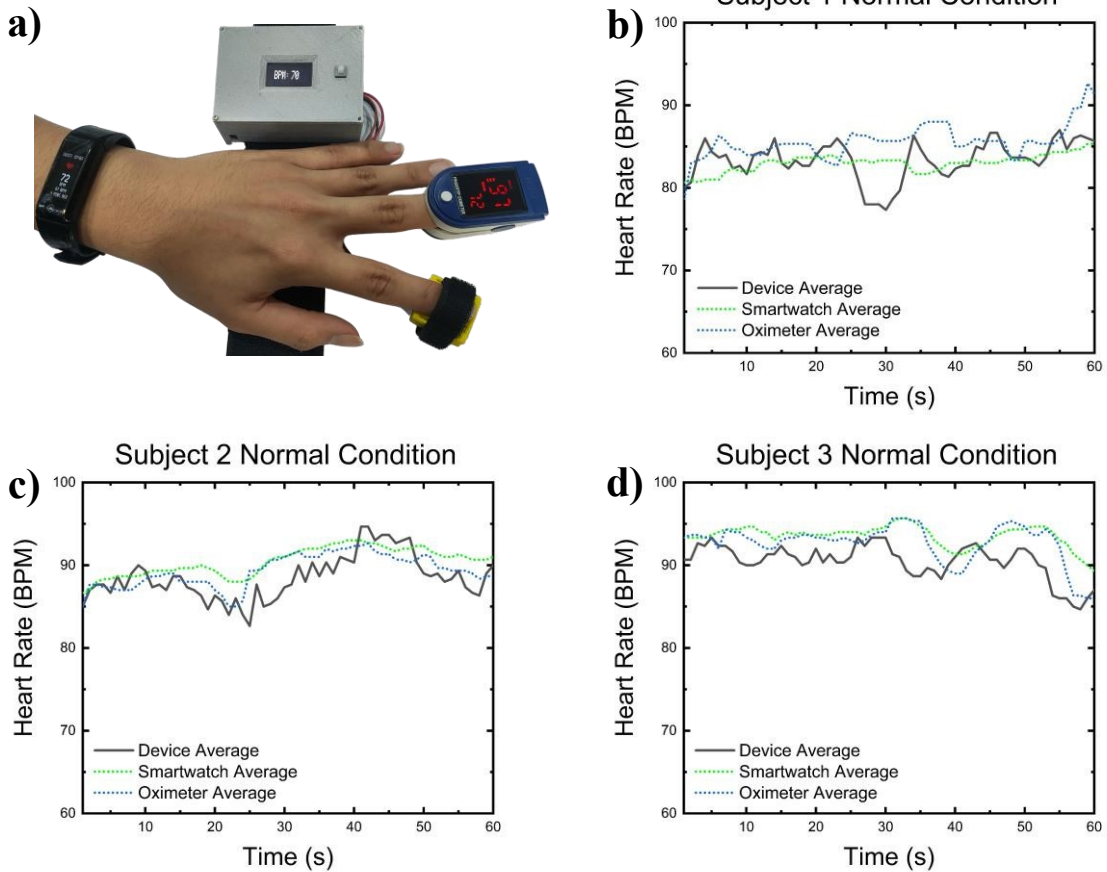 a)
BPM: 70
72
b)
Subject 1 Normal Condition
Heart Rate (BPM)
100
90
80
70
60
Device Average
Smartwatch Average
Oximeter Average
10 20 30 40 50 60
Time (s)
c)
Subject 2 Normal Condition
Heart Rate (BPM)
100
90
80
70
60
Device Average
Smartwatch Average
Oximeter Average
10 20 30 40 50 60
Time (s)
d)
Subject 3 Normal Condition
Heart Rate (BPM)
100
90
80
70
60
Device Average
Smartwatch Average
Oximeter Average
10 20 30 40 50 60
Time (s)